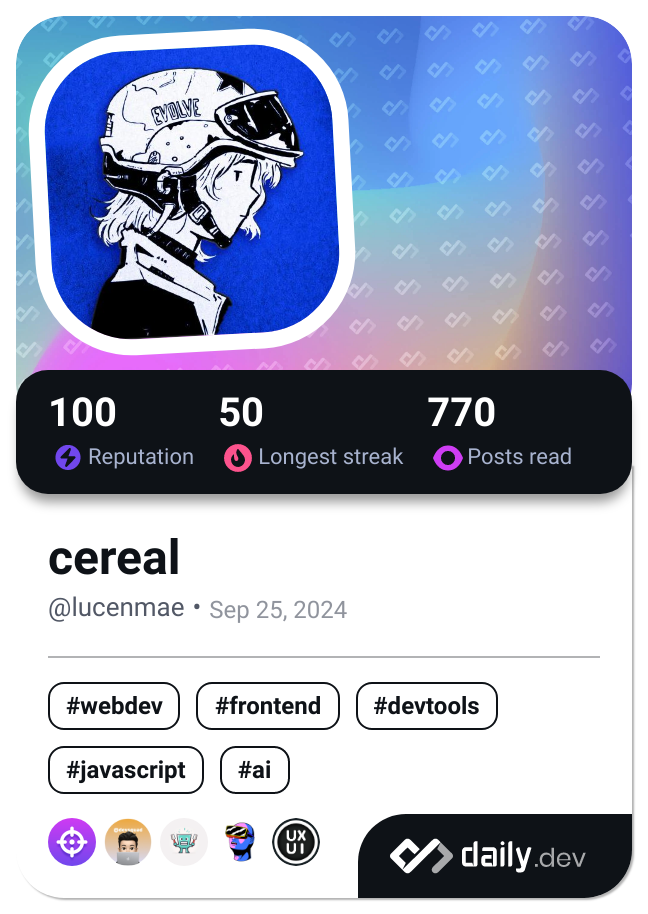 EVOLVE
100 50 770
Reputation Longest streak Posts read
cereal
@lucenmae • Sep 25, 2024
#webdev #frontend #devtools
#javascript #ai
UX
UI
daily.dev